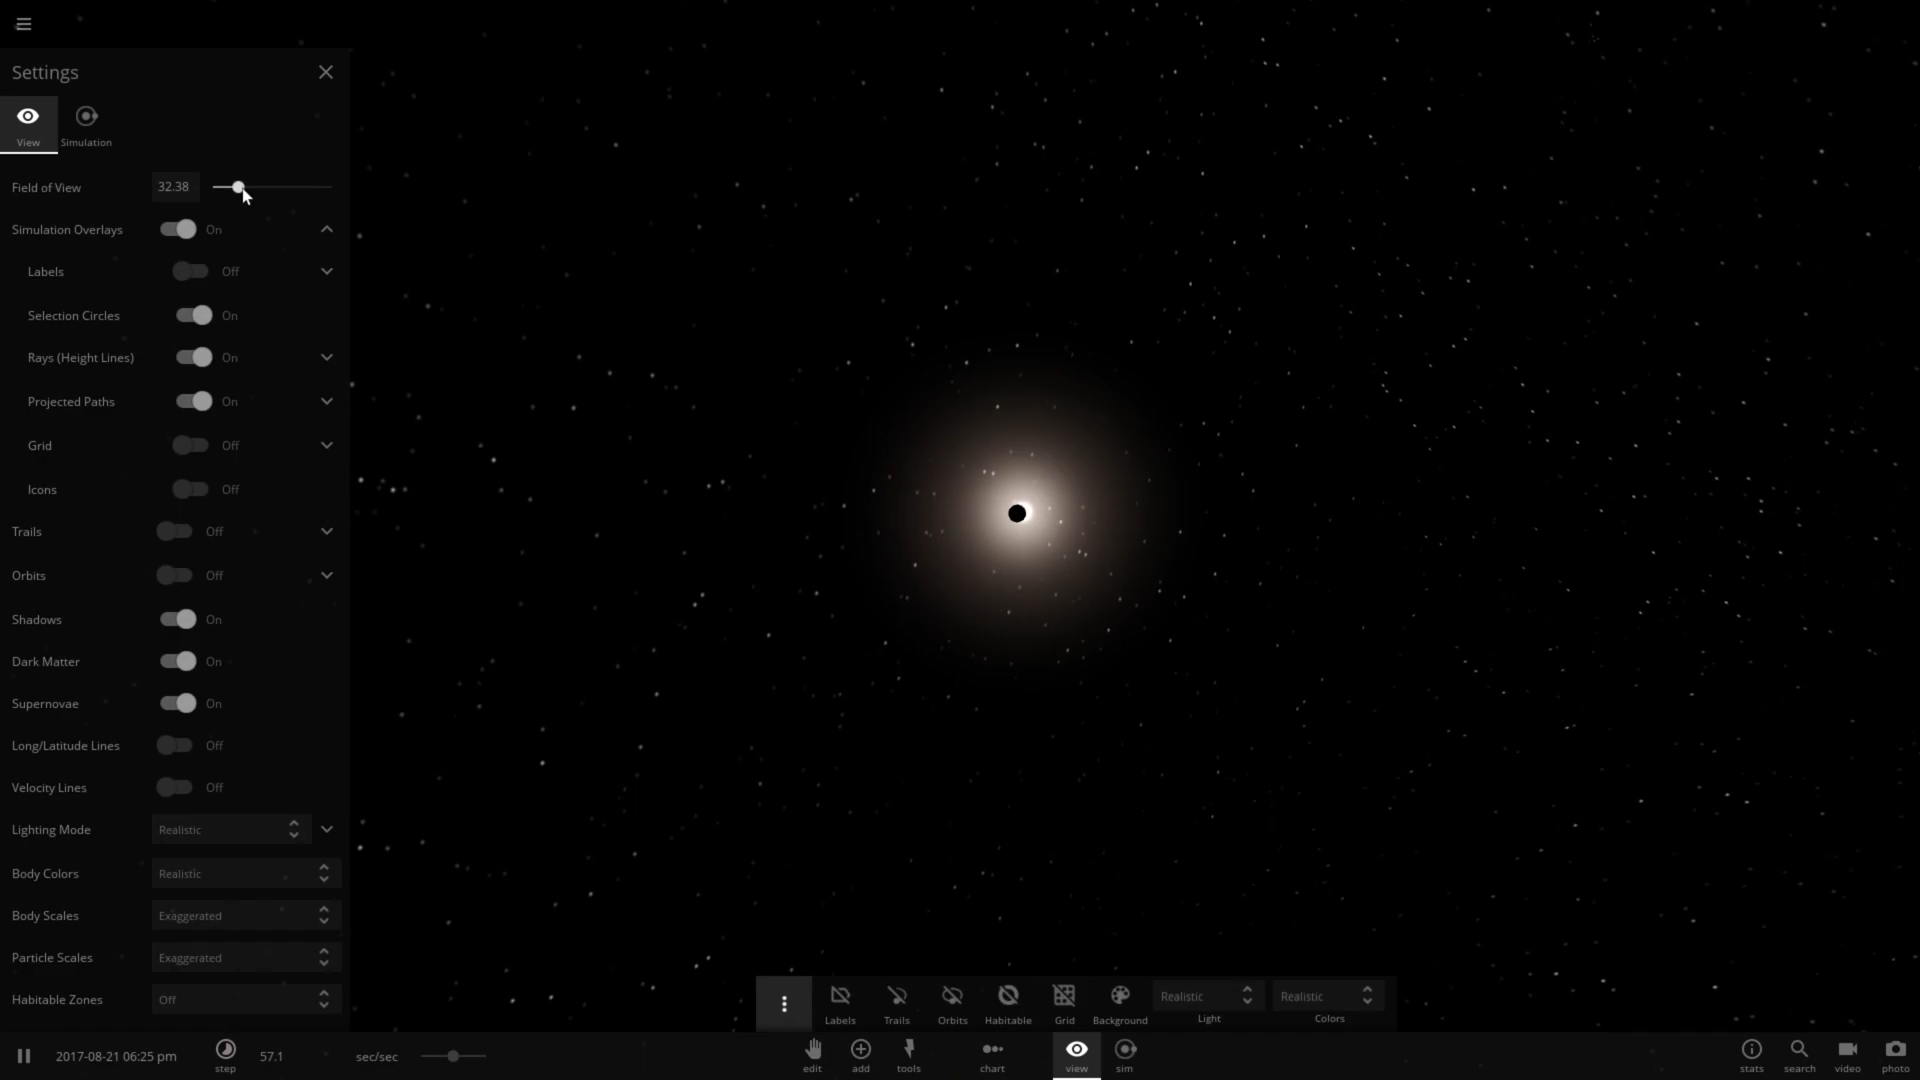 Settings
View
Simulation
Field of View 32.38
Simulation Overlays On
Labels Off
Selection Circles On
Rays (Height Lines) On
Projected Paths On
Grid Off
Icons Off
Trails Off
Orbits Off
Shadows On
Dark Matter On
Supernovae On
Long/Latitude Lines Off
Velocity Lines Off
Lighting Mode Realistic
Body Colors Realistic
Body Scales Exaggerated
Particle Scales Exaggerated
Habitable Zones Off
Labels
Trails
Orbits
Habitable
Grid
Background
Realistic
Light
Realistic
Colors
2017-08-21 06:25 pm
step
57.1
sec/sec
edit
add
tools
chart
view
sim
stats
search
video
photo